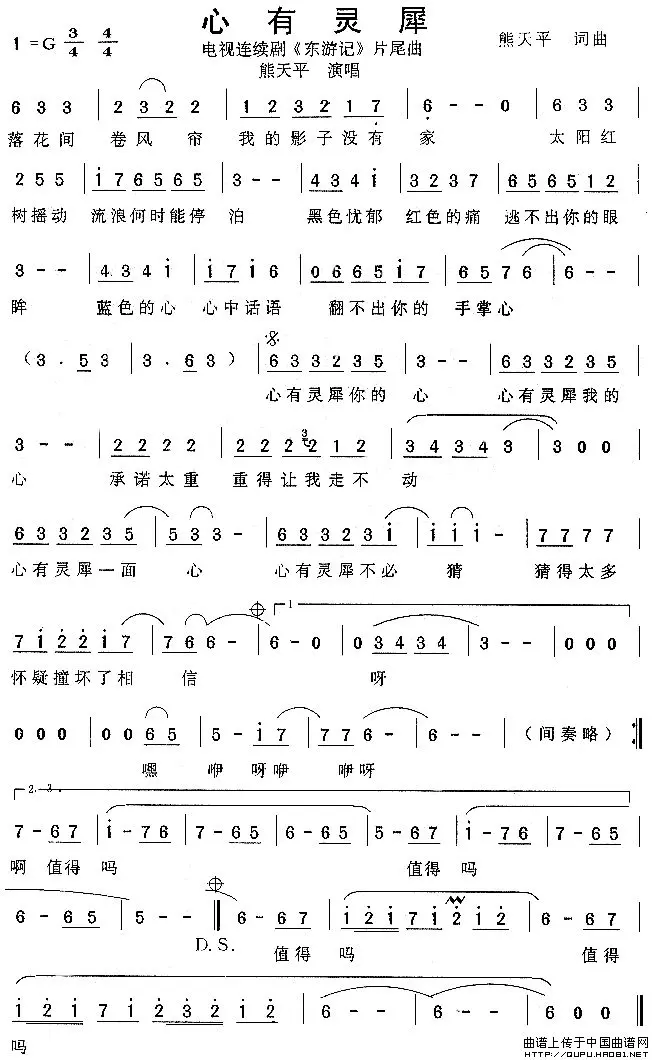 心有灵犀
1=G 3/4 4/4
电视连续剧《东游记》片尾曲
熊天平 词曲
熊天平 演唱
6 3 3 | 2 3 2 2 | 1 2 3 2 1 7 | 6 - - 0 | 6 3 3 |
落花间 卷风帘 我的影子没有 家 太阳红
2 5 5 | i 7 6 5 6 5 | 3 - - | 4 3 4 i | 3 2 3 7 | 6 5 6 5 1 2 |
树摇动 流浪何时能停 泊 黑色忧郁 红色的痛 逃不出你的眼
3 - - | 4 3 4 i | i 7 i 6 | 0 6 6 5 i 7 | 6 5 7 6 | 6 - - |
眸 蓝色的心 心中话语 翻不出你的 手掌心
(3 . 5 3 | 3 . 6 3) | 6 3 3 2 3 5 | 3 - - | 6 3 3 2 3 5 |
心有灵犀你的 心 心有灵犀我的
3 - - | 2 2 2 2 | 2 2 2 2 1 2 | 3 4 3 4 3 | 3 0 0 |
心 承诺太重 重得让我走不 动
6 3 3 2 3 5 | 5 3 3 - | 6 3 3 2 3 i | i i i - | 7 7 7 7 |
心有灵犀一面 心 心有灵犀不必 猜 猜得太多
7 i 2 2 i 7 | 7 6 6 - | 6 - 0 | 0 3 4 3 4 | 3 - - | 0 0 0 |
1
怀疑撞坏了相 信 呀
0 0 0 | 0 0 6 5 | 5 - i 7 | 7 7 6 - | 6 - - | (间奏略) :‖
嘿 咿 呀咿 咿呀
2. 3.
7 - 6 7 | i - 7 6 | 7 - 6 5 | 6 - 6 5 | 5 - 6 7 | i - 7 6 | 7 - 6 5 |
啊 值得 吗 值得 吗
6 - 6 5 | 5 - - ‖ 6 - 6 7 | i 2 i 7 i 2 i 2 | 6 - 6 7 |
D.S. 值得 吗 值得
i 2 i 7 i 2 3 2 i 2 | 6 - - | 6 - - | 6 0 0 ‖
吗
曲谱上传于中国曲谱网
http://QUPU.HAO81.NET